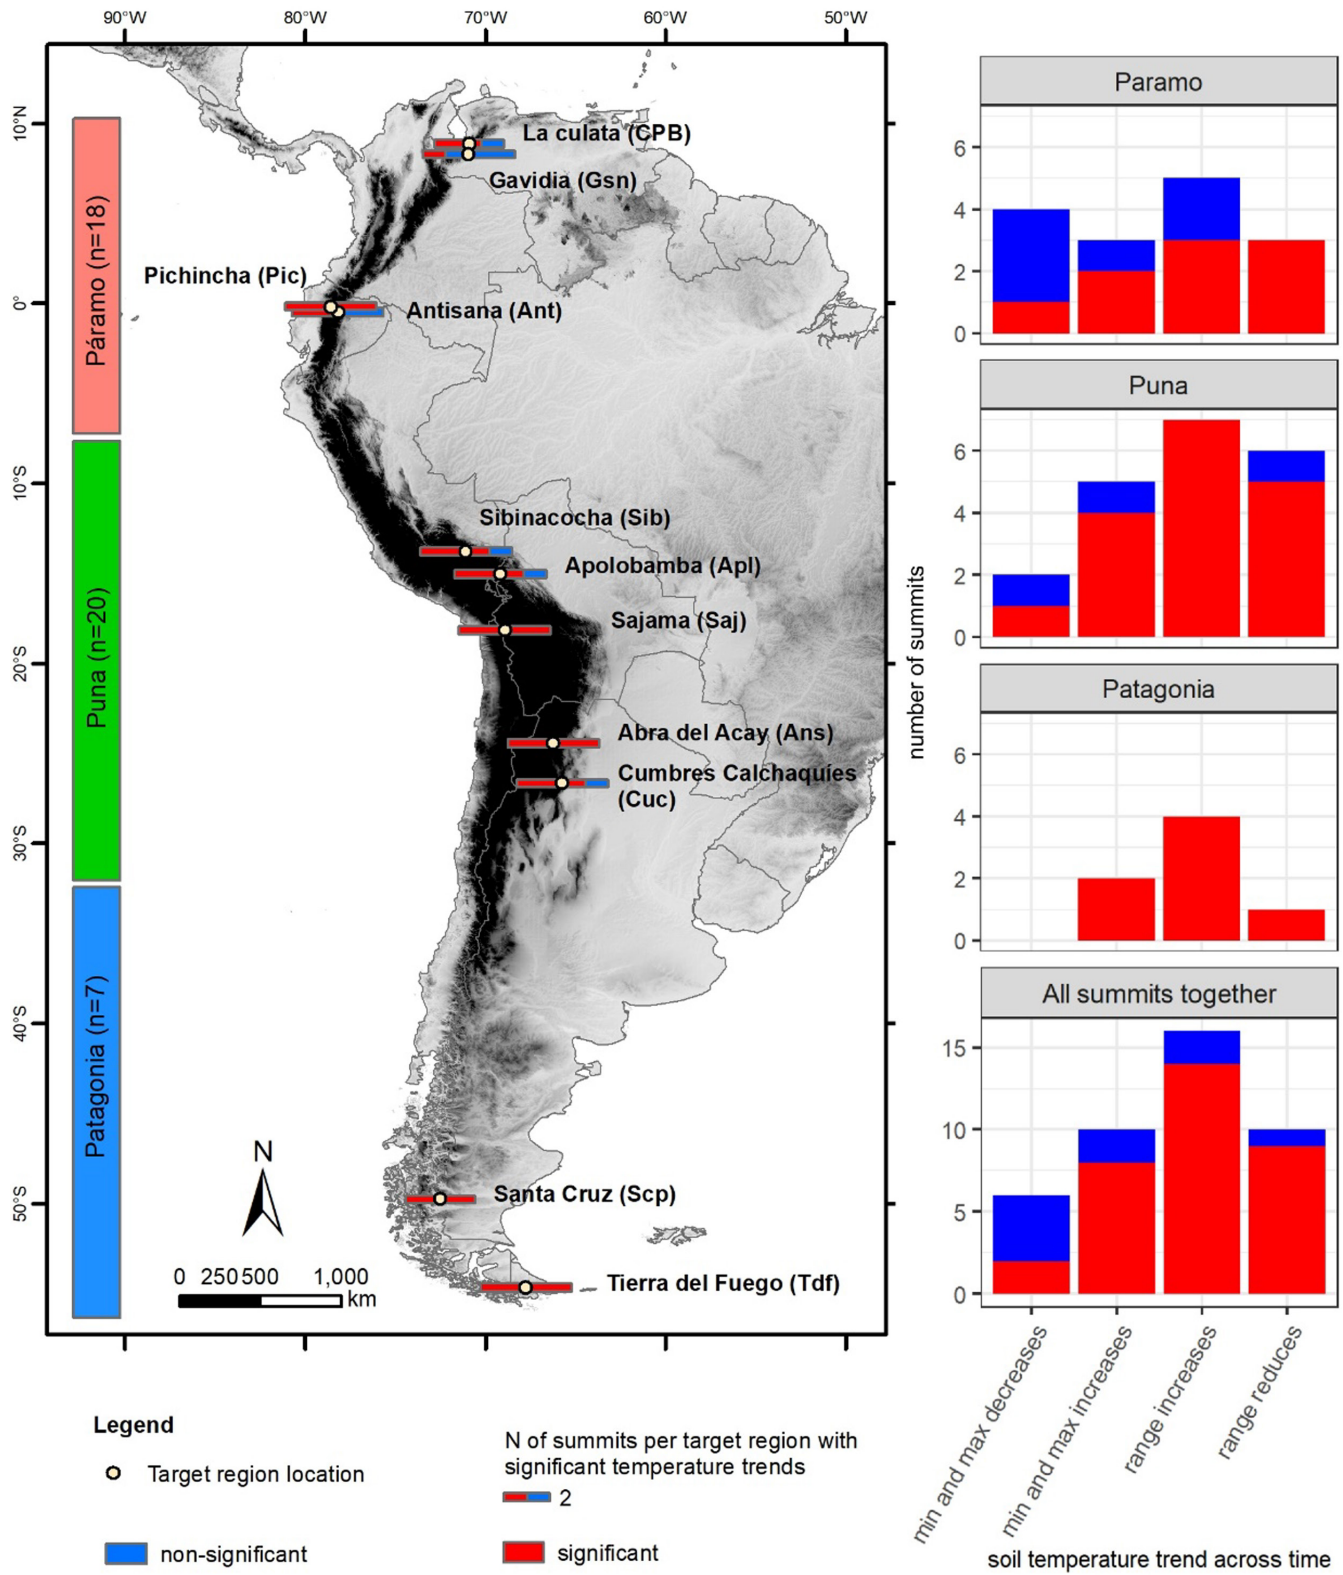 90°W 80°W 70°W 60°W 50°W
10°N
0°
10°S
20°S
30°S
40°S
50°S
Páramo (n=18)
Puna (n=20)
Patagonia (n=7)
La culata (CPB)
Gavidia (Gsn)
Pichincha (Pic)
Antisana (Ant)
Sibinacocha (Sib)
Apolobamba (Apl)
Sajama (Saj)
Abra del Acay (Ans)
Cumbres Calchaquíes
(Cuc)
Santa Cruz (Scp)
Tierra del Fuego (Tdf)
N
0 250 500 1,000
km
90°W 80°W 70°W 60°W 50°W
Legend
Target region location
non-significant
N of summits per target region with
significant temperature trends
2
significant
number of summits
Paramo
6
4
2
0
Puna
6
4
2
0
Patagonia
6
4
2
0
All summits together
15
10
5
0
min and max decreases
min and max increases
range increases
range reduces
soil temperature trend across time